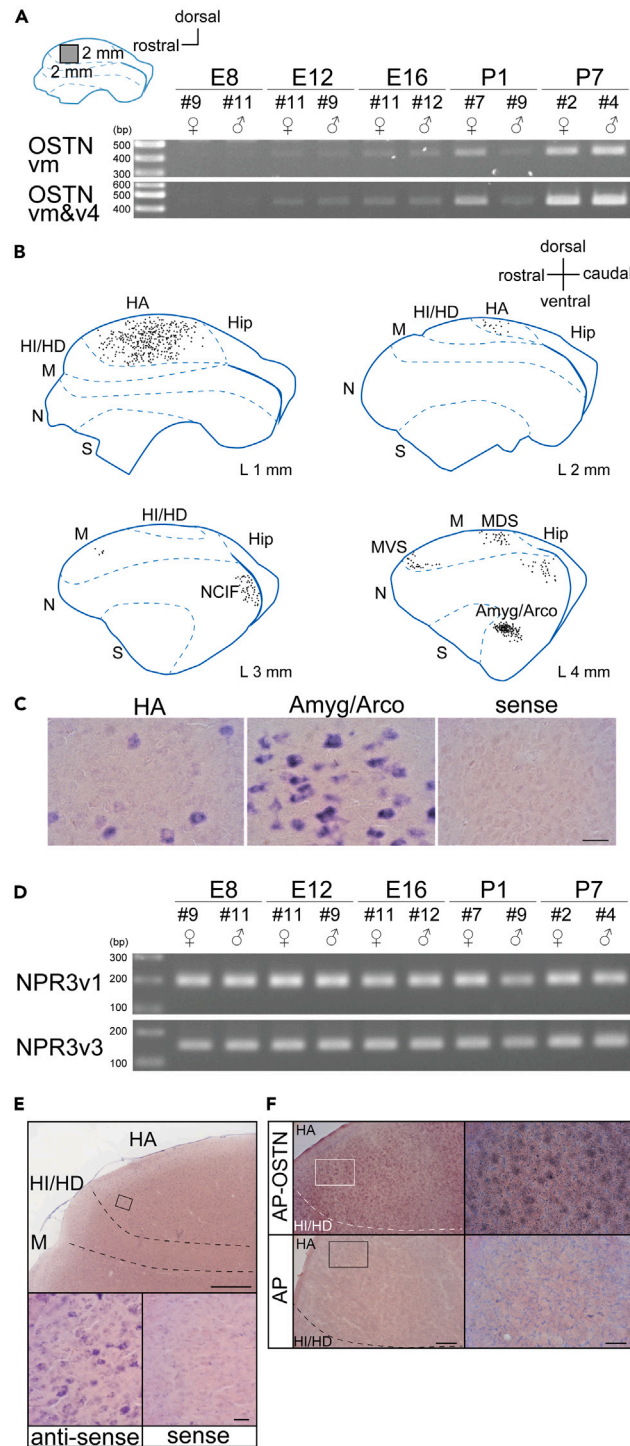 A
dorsal
rostral
2 mm
2 mm
E8 E12 E16 P1 P7
#9 #11 #11 #9 #11 #12 #7 #9 #2 #4
♀ ♂ ♀ ♂ ♀ ♂ ♀ ♂ ♀ ♂
(bp)
OSTN vm
500
400
300
OSTN vm&v4
600
500
400
B
dorsal
rostral caudal
ventral
HA
HI/HD
Hip
M
N
S
L 1 mm
HI/HD
HA
M
Hip
N
S
L 2 mm
HI/HD
M
Hip
NCIF
N
S
L 3 mm
M MDS
Hip
MVS
N
Amyg/Arco
S
L 4 mm
C
HA Amyg/Arco sense
D
E8 E12 E16 P1 P7
#9 #11 #11 #9 #11 #12 #7 #9 #2 #4
♀ ♂ ♀ ♂ ♀ ♂ ♀ ♂ ♀ ♂
(bp)
NPR3v1
300
200
100
NPR3v3
200
100
E
HA
HI/HD
M
anti-sense sense
F
AP-OSTN
HA
HI/HD
AP
HA
HI/HD